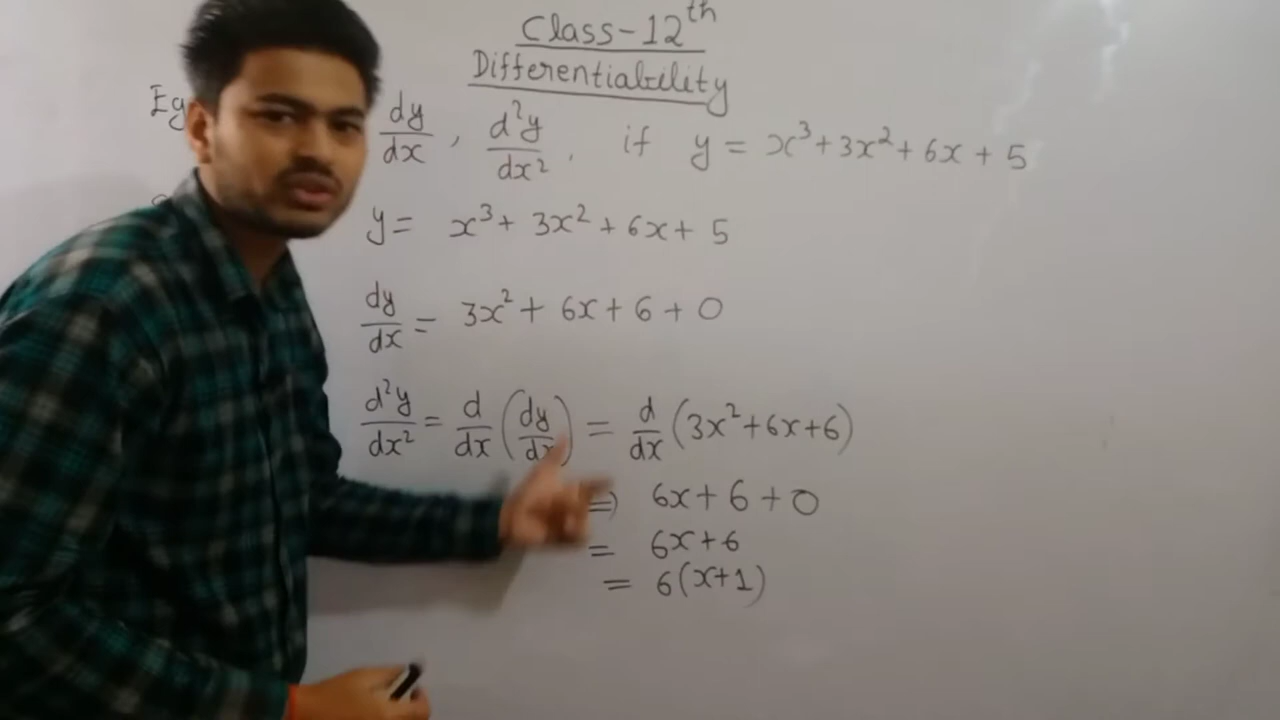 Class-12th
Differentiability
Eg dy/dx , d²y/dx² , if y = x³+3x²+6x+5
y = x³+ 3x²+6x+ 5
dy/dx = 3x²+ 6x+6+0
d²y/dx² = d/dx (dy/dx) = d/dx (3x²+6x+6)
⇒ 6x+6+0
= 6x+6
= 6(x+1)